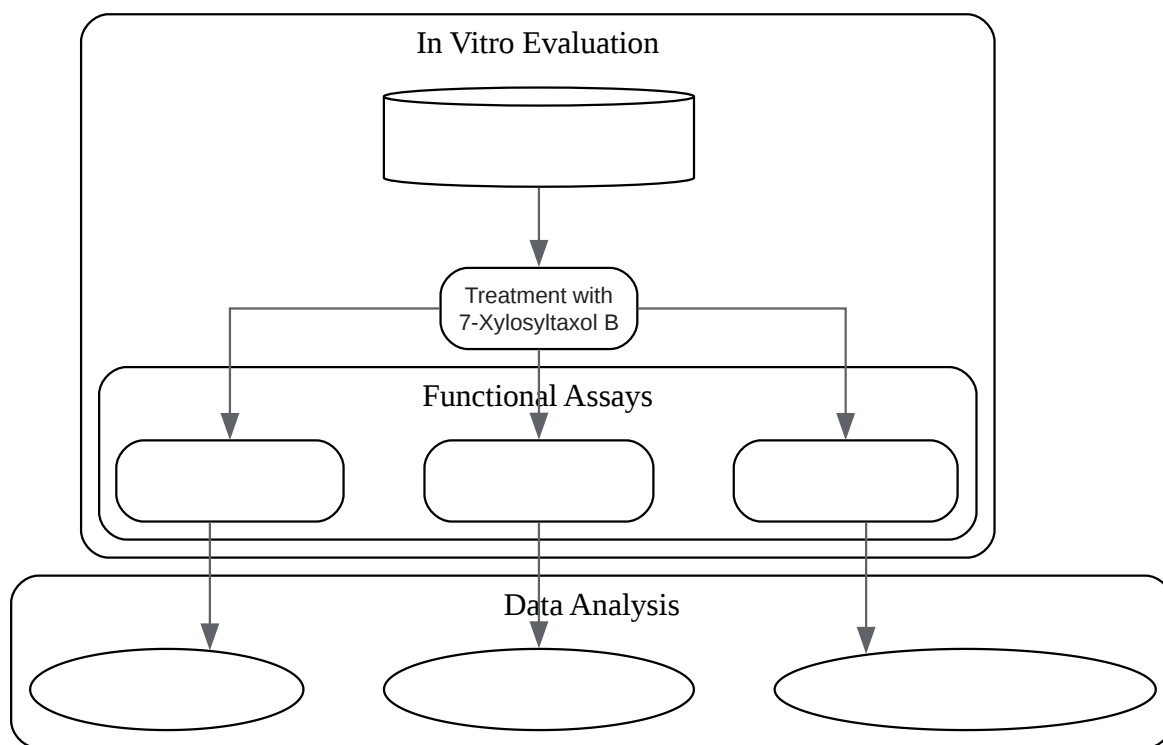 In Vitro Evaluation
Treatment with
7-Xylosyltaxol B
Functional Assays
Data Analysis